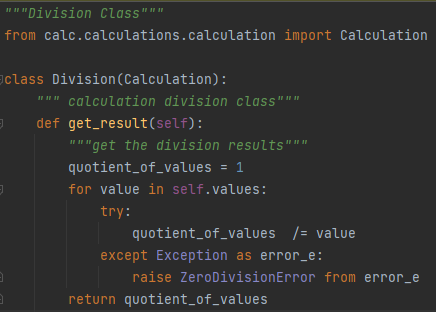 """Division Class"""
from calc.calculations.calculation import Calculation
class Division(Calculation):
    """ calculation division class"""
    def get_result(self):
        """get the division results"""
        quotient_of_values = 1
        for value in self.values:
            try:
                quotient_of_values  /= value
            except Exception as error_e:
                raise ZeroDivisionError from error_e
        return quotient_of_values